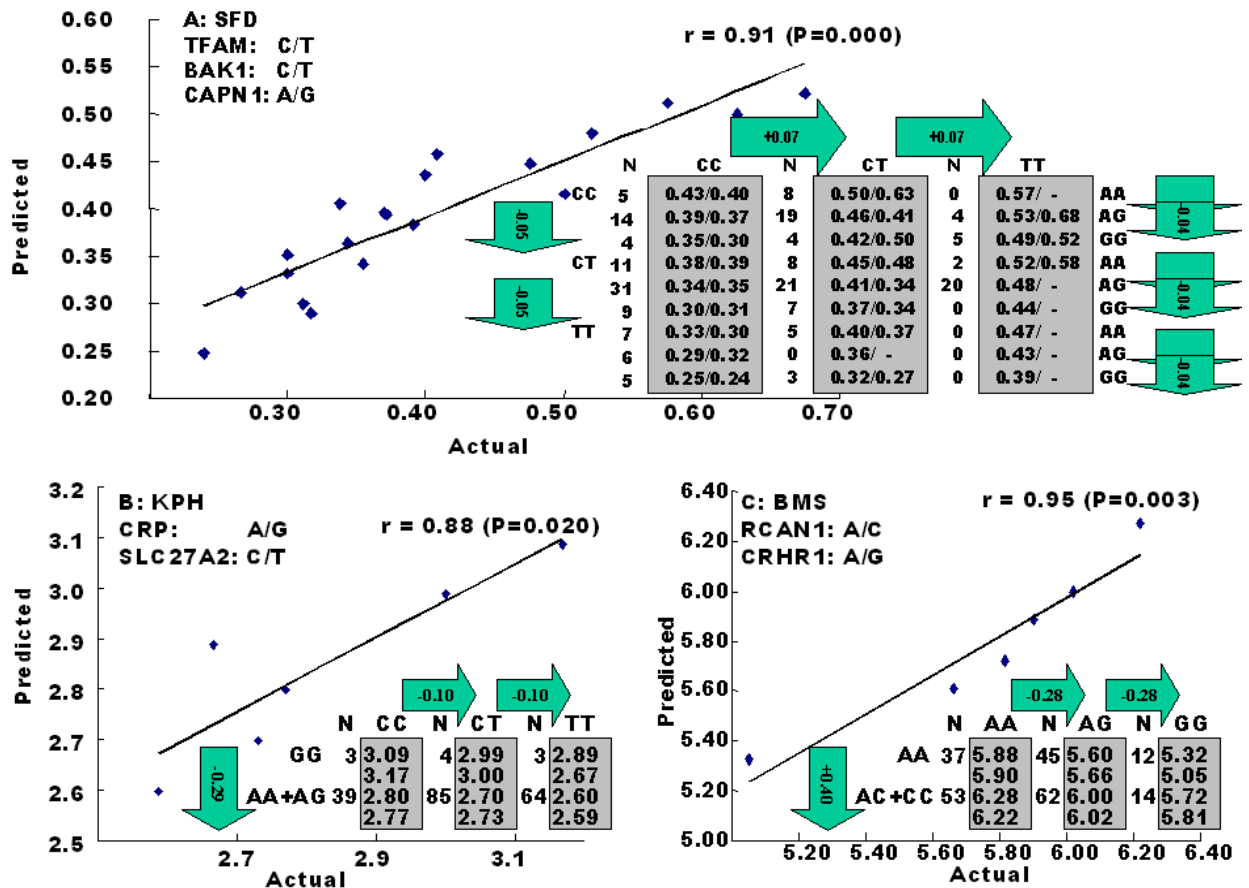 A: SFD
TFAM: C/T
BAK1: C/T
CAPN1: A/G
r = 0.91 (P=0.000)
Predicted
0.60
0.55
0.50
0.45
0.40
0.35
0.30
0.25
0.20
+0.07 +0.07
N CC N CT N TT
CC 5 0.43/0.40 8 0.50/0.63 0 0.57/ - AA
14 0.39/0.37 19 0.46/0.41 4 0.53/0.68 AG
4 0.35/0.30 4 0.42/0.50 5 0.49/0.52 GG
CT 11 0.38/0.39 8 0.45/0.48 2 0.52/0.58 AA
31 0.34/0.35 21 0.41/0.34 20 0.48/ - AG
9 0.30/0.31 7 0.37/0.34 0 0.44/ - GG
TT 7 0.33/0.30 5 0.40/0.37 0 0.47/ - AA
6 0.29/0.32 0 0.36/ - 0 0.43/ - AG
5 0.25/0.24 3 0.32/0.27 0 0.39/ - GG
-0.05
-0.05
-0.04
-0.04
-0.04
0.30 0.40 0.50 0.60 0.70
Actual
B: KPH
CRP: A/G
SLC27A2: C/T
r = 0.88 (P=0.020)
Predicted
3.2
3.1
3.0
2.9
2.8
2.7
2.6
2.5
-0.10 -0.10
N CC N CT N TT
GG 3 3.09 4 2.99 3 2.89
3.17 3.00 2.67
AA+AG 39 2.80 85 2.70 64 2.60
2.77 2.73 2.59
-0.29
2.7 2.9 3.1
Actual
C: BMS
RCAN1: A/C
CRHR1: A/G
r = 0.95 (P=0.003)
Predicted
6.40
6.20
6.00
5.80
5.60
5.40
5.20
5.00
-0.28 -0.28
N AA N AG N GG
AA 37 5.88 45 5.60 12 5.32
5.90 5.66 5.05
AC+CC 53 6.28 62 6.00 14 5.72
6.22 6.02 5.81
+0.40
5.20 5.40 5.60 5.80 6.00 6.20 6.40
Actual